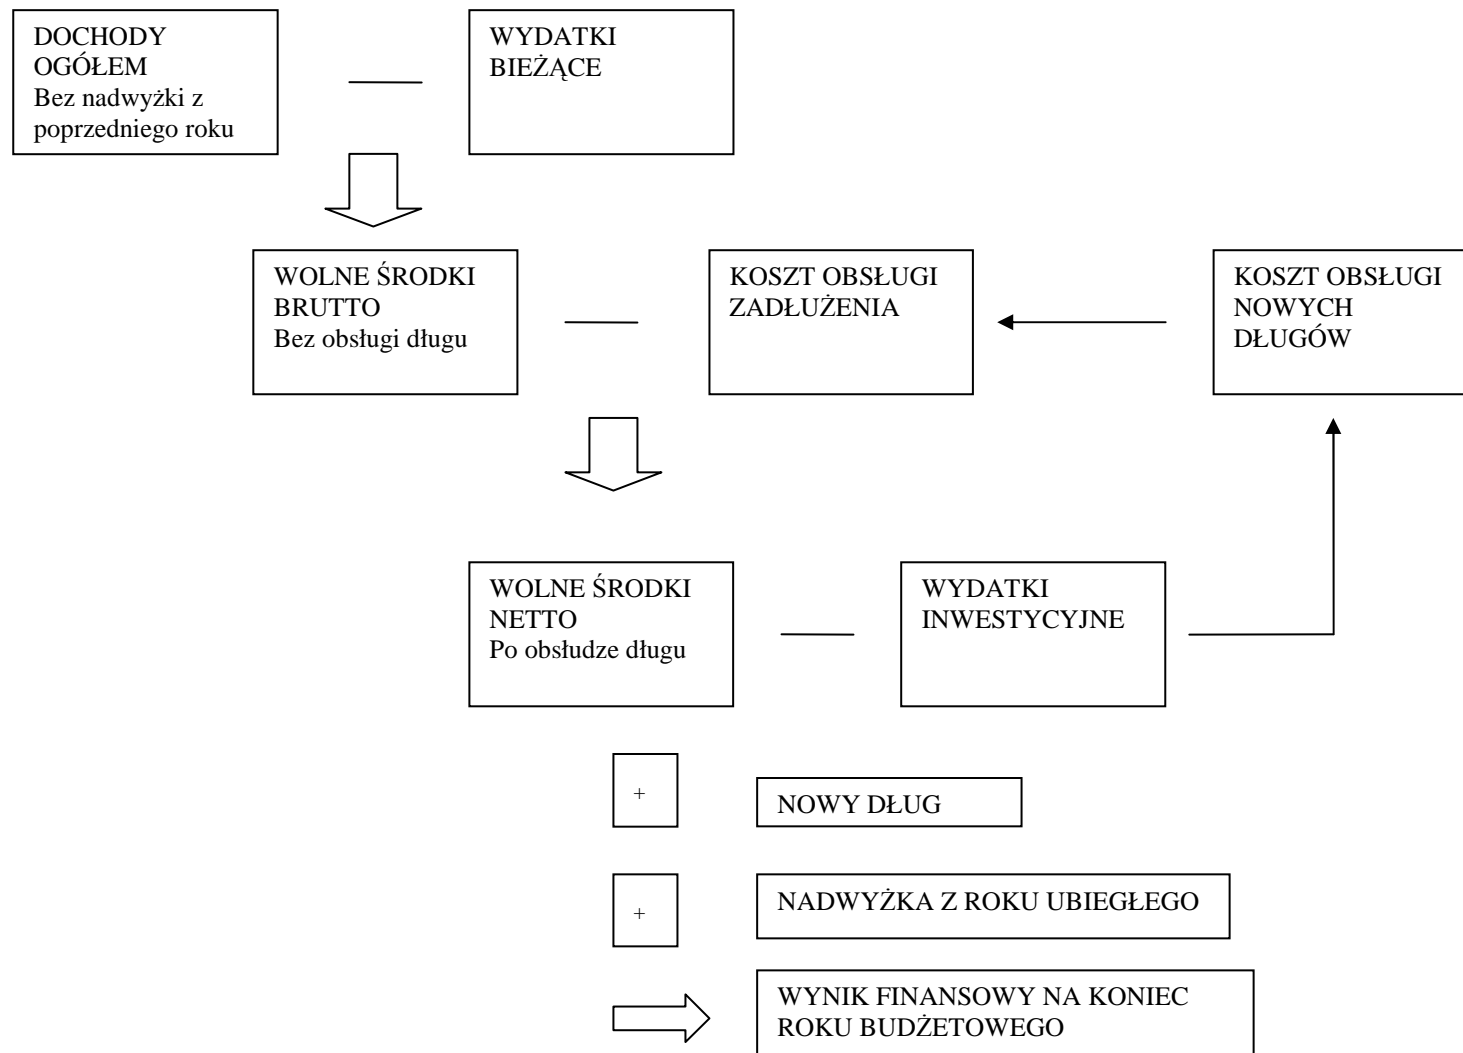 DOCHODY
OGÓŁEM
Bez nadwyżki z
poprzedniego roku
WYDATKI
BIEŻĄCE
WOLNE ŚRODKI
BRUTTO
Bez obsługi długu
KOSZT OBSŁUGI
ZADŁUŻENIA
KOSZT OBSŁUGI
NOWYCH
DŁUGÓW
WOLNE ŚRODKI
NETTO
Po obsłudze długu
WYDATKI
INWESTYCYJNE
+
NOWY DŁUG
+
NADWYŻKA Z ROKU UBIEGŁEGO
WYNIK FINANSOWY NA KONIEC
ROKU BUDŻETOWEGO